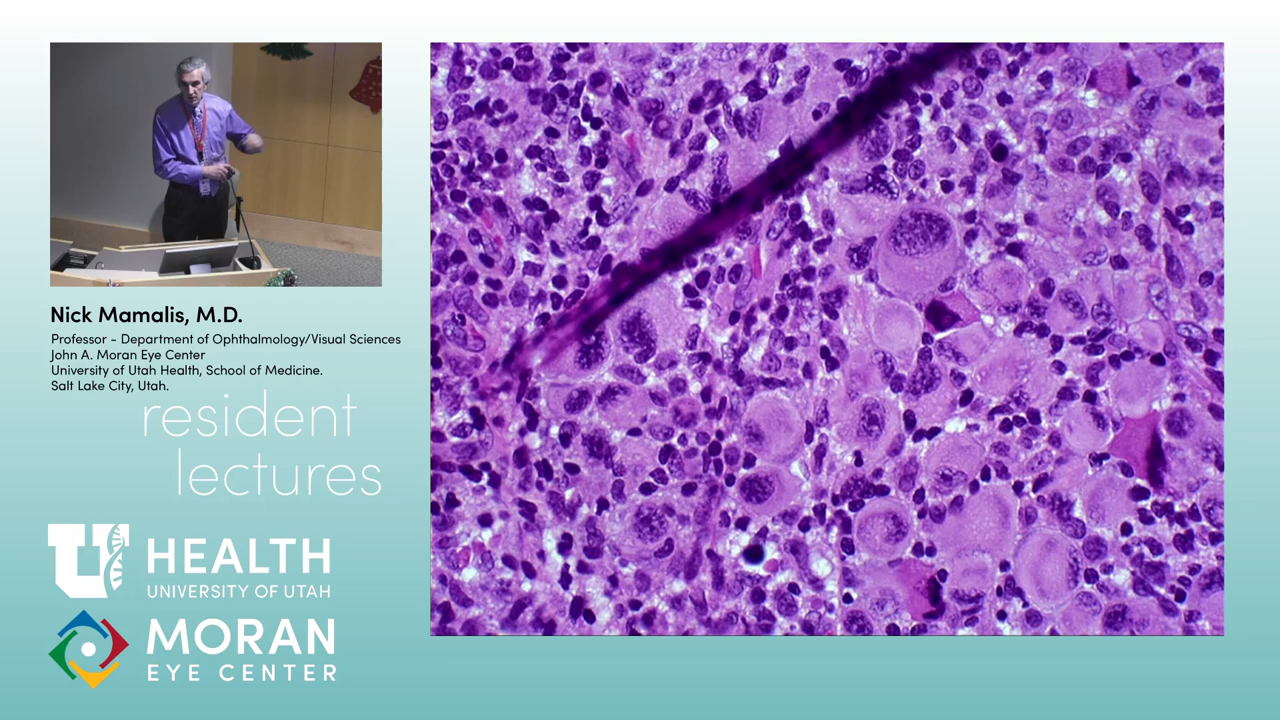 Nick Mamalis, M.D.
Professor - Department of Ophthalmology/Visual Sciences
John A. Moran Eye Center
University of Utah Health, School of Medicine.
Salt Lake City, Utah.
resident
lectures
U HEALTH
UNIVERSITY OF UTAH
MORAN
EYE CENTER